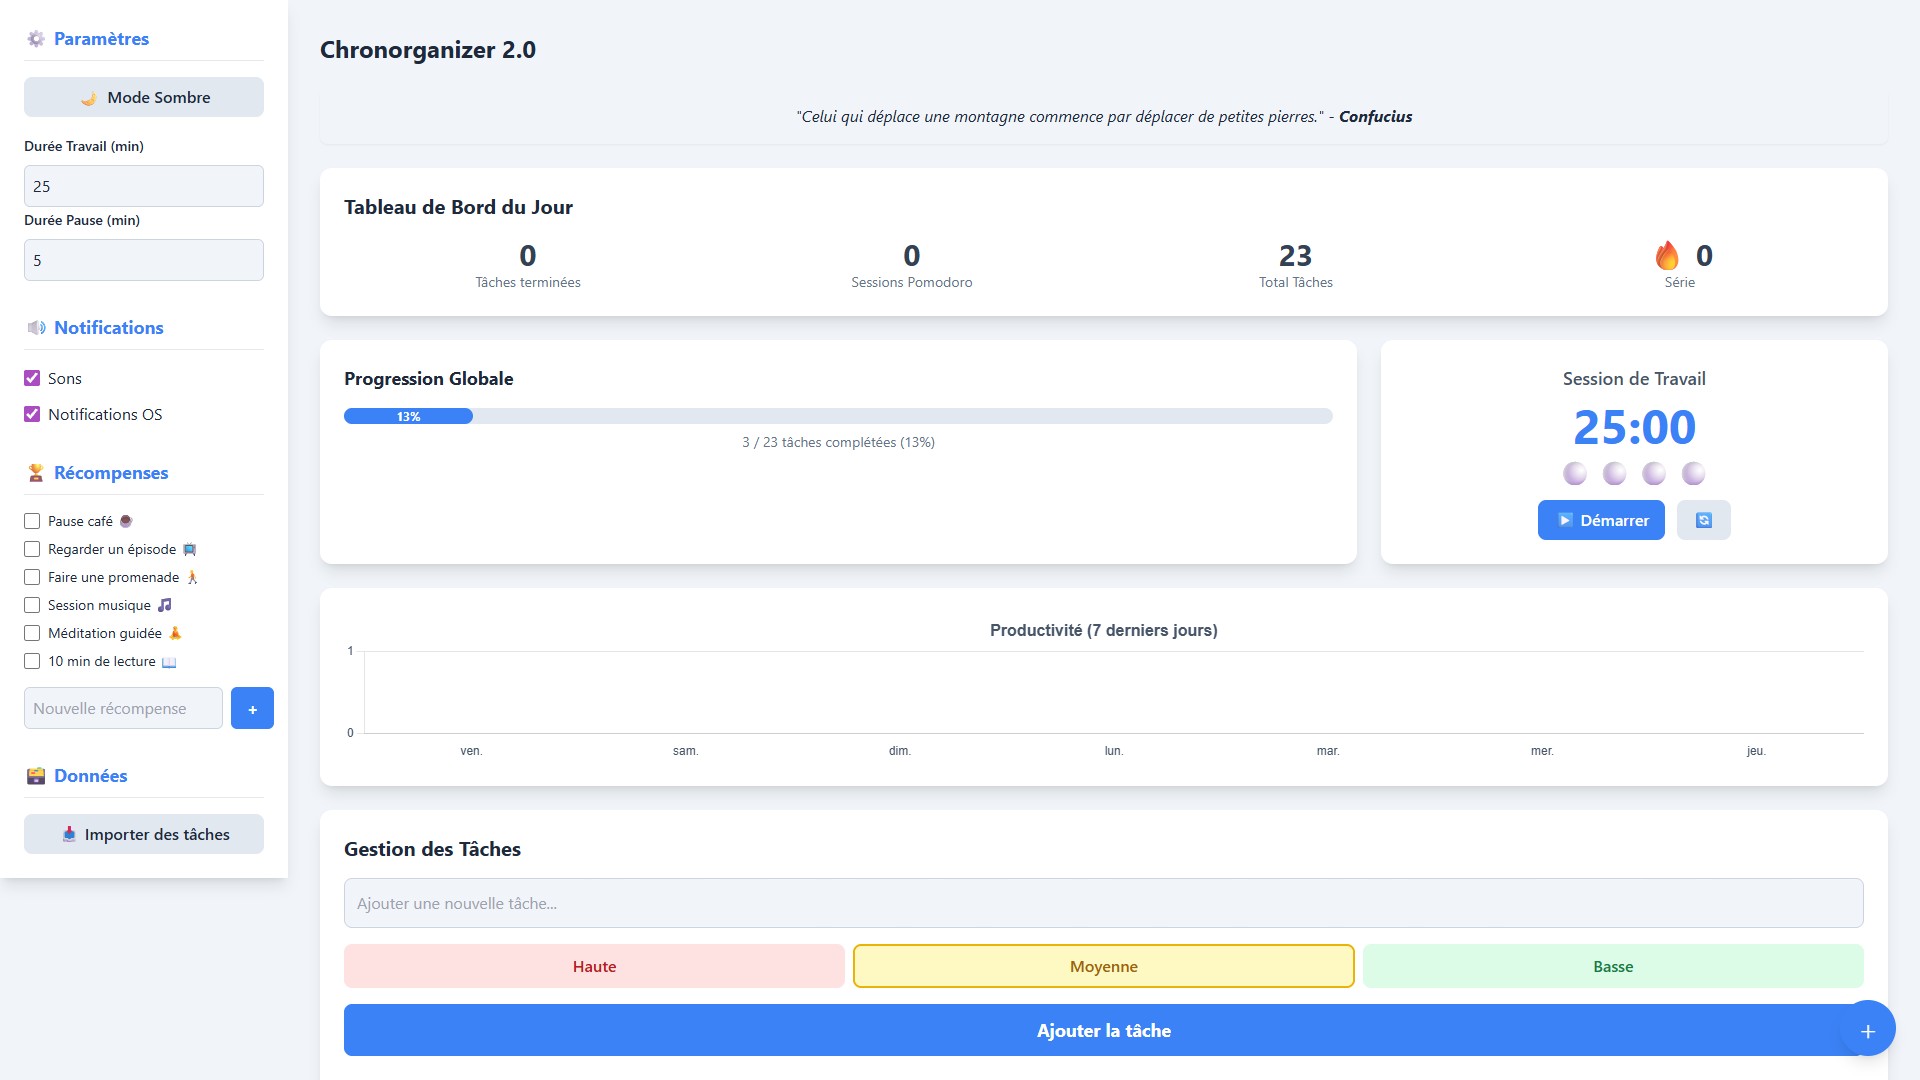 Paramètres
Mode Sombre
Durée Travail (min)
25
Durée Pause (min)
5
Notifications
Sons
Notifications OS
Récompenses
Pause café
Regarder un épisode
Faire une promenade
Session musique
Méditation guidée
10 min de lecture
Nouvelle récompense
+
Données
Importer des tâches
Chronorganizer 2.0
"Celui qui déplace une montagne commence par déplacer de petites pierres." - Confucius
Tableau de Bord du Jour
0
Tâches terminées
0
Sessions Pomodoro
23
Total Tâches
0
Série
Progression Globale
13%
3 / 23 tâches complétées (13%)
Session de Travail
25:00
Démarrer
Productivité (7 derniers jours)
1
0
ven. sam. dim. lun. mar. mer. jeu.
Gestion des Tâches
Ajouter une nouvelle tâche...
Haute Moyenne Basse
Ajouter la tâche
+